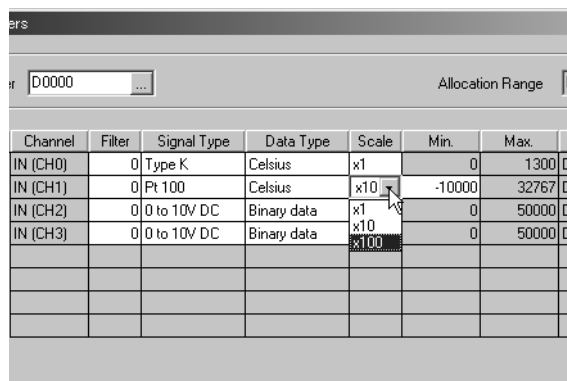 ers
er D0000 ... Allocation Range
Channel Filter Signal Type Data Type Scale Min. Max.
IN (CH0) 0 Type K Celsius x1 0 1300
IN (CH1) 0 Pt 100 Celsius x10 -10000 32767
IN (CH2) 0 0 to 10V DC Binary data x1 0 50000
IN (CH3) 0 0 to 10V DC Binary data x10 0 50000
x100